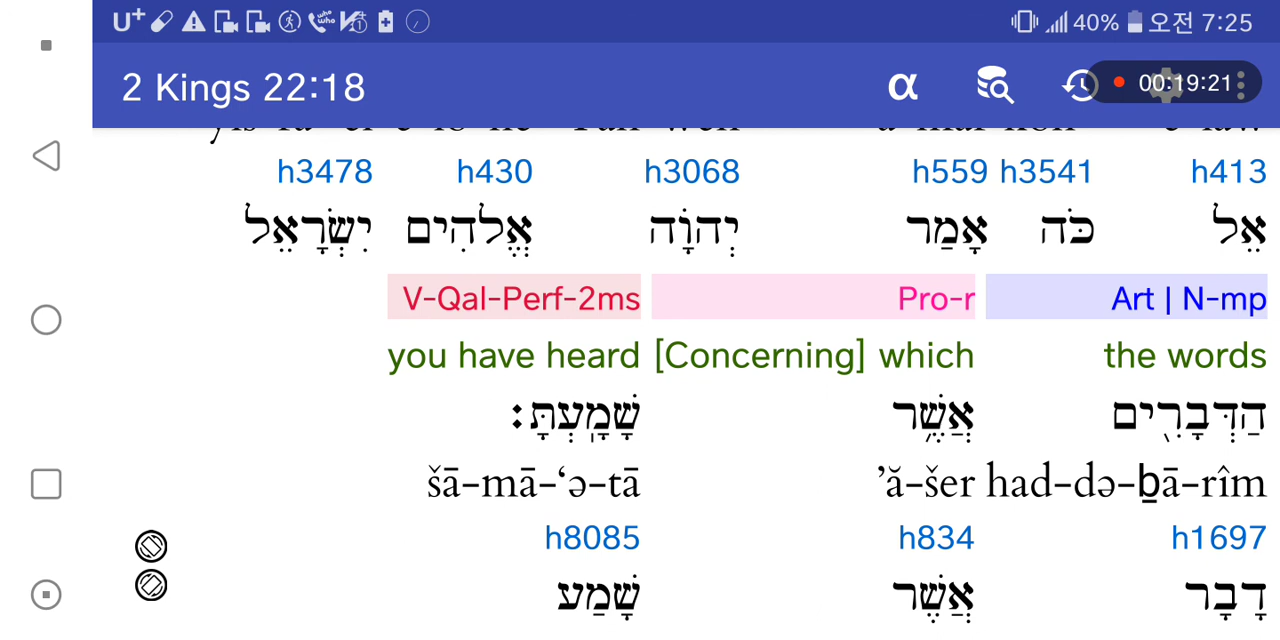 U+ 40% 오전 7:25
2 Kings 22:18 α 00:19:21
h3478 h430 h3068 h559 h3541 h413
אֵל כֹּה אָמַר יְהוָֹה אֱלֹהִים יִשְׂרָאֵל
V-Qal-Perf-2ms Pro-r Art | N-mp
you have heard [Concerning] which the words
הַדְּבָרִ֖ים אֲשֶׁ֥ר שָׁמָֽעְתָּ׃
šā-mā-‘ə-tā ’ă-šer had-də-ḇā-rîm
h8085 h834 h1697
דָבָר אֲשֶׁר שָׁמַע